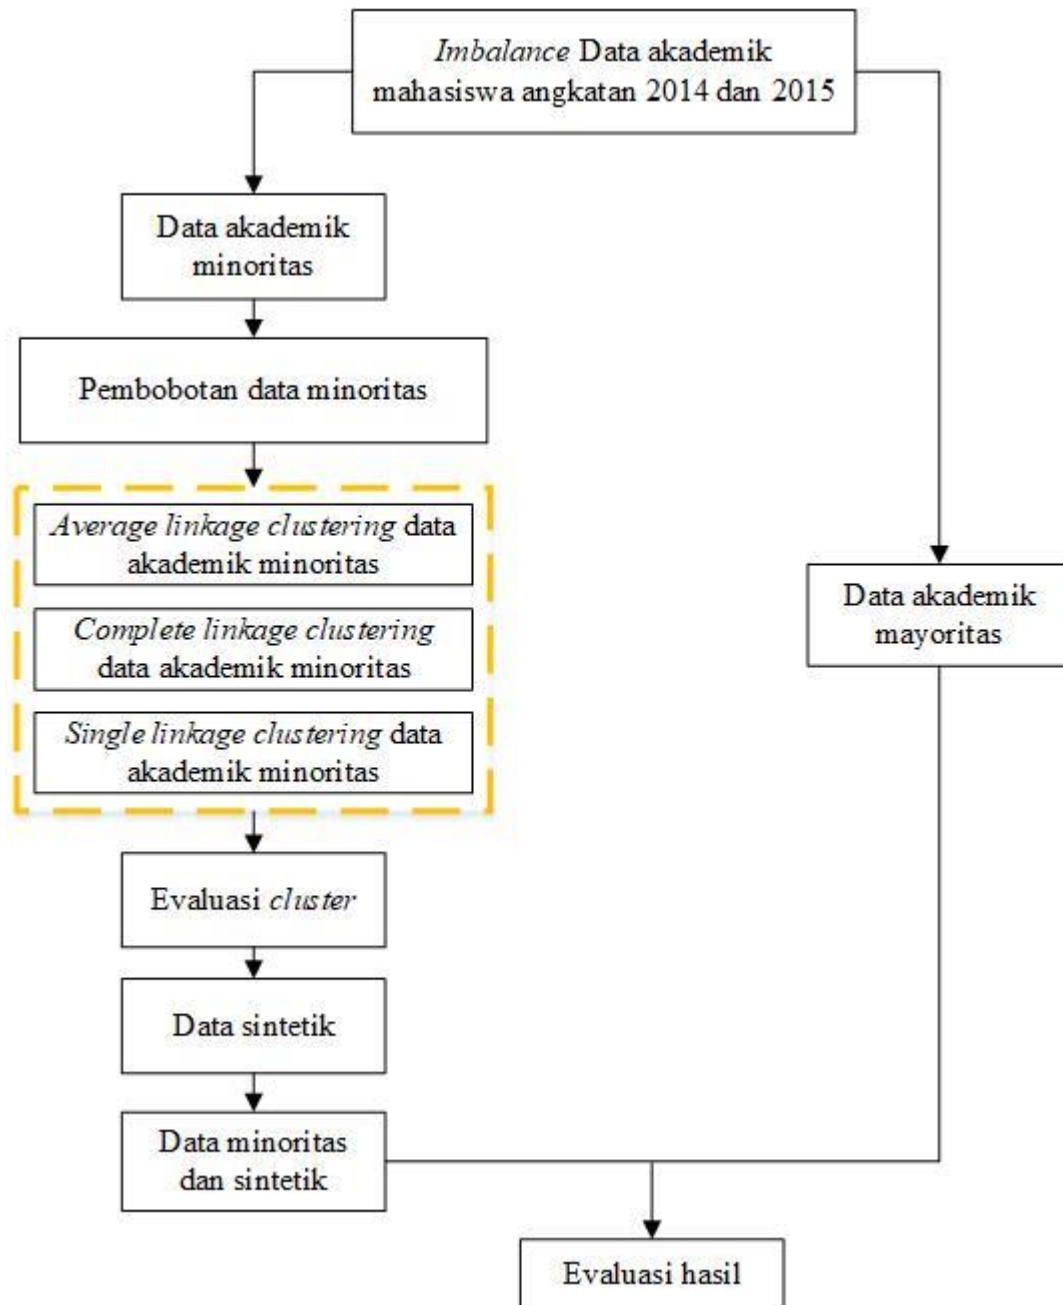 Imbalance Data akademik
mahasiswa angkatan 2014 dan 2015
Data akademik
minoritas
Pembobotan data minoritas
Average linkage clustering data
akademik minoritas
Complete linkage clustering
data akademik minoritas
Single linkage clustering data
akademik minoritas
Data akademik
mayoritas
Evaluasi cluster
Data sintetik
Data minoritas
dan sintetik
Evaluasi hasil